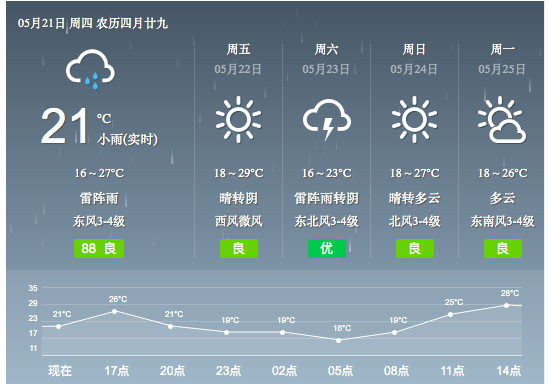 05月21日 周四 农历四月廿九
21
℃
小雨(实时)
16～27℃
雷阵雨
东风3-4级
88 良
周五
05月22日
18～29℃
晴转阴
西风微风
良
周六
05月23日
16～23℃
雷阵雨转阴
东北风3-4级
优
周日
05月24日
18～27℃
晴转多云
北风3-4级
良
周一
05月25日
18～26℃
多云
东南风3-4级
良
35
29
23
17
11
21℃
26℃
21℃
19℃
19℃
16℃
19℃
25℃
28℃
现在
17点
20点
23点
02点
05点
08点
11点
14点